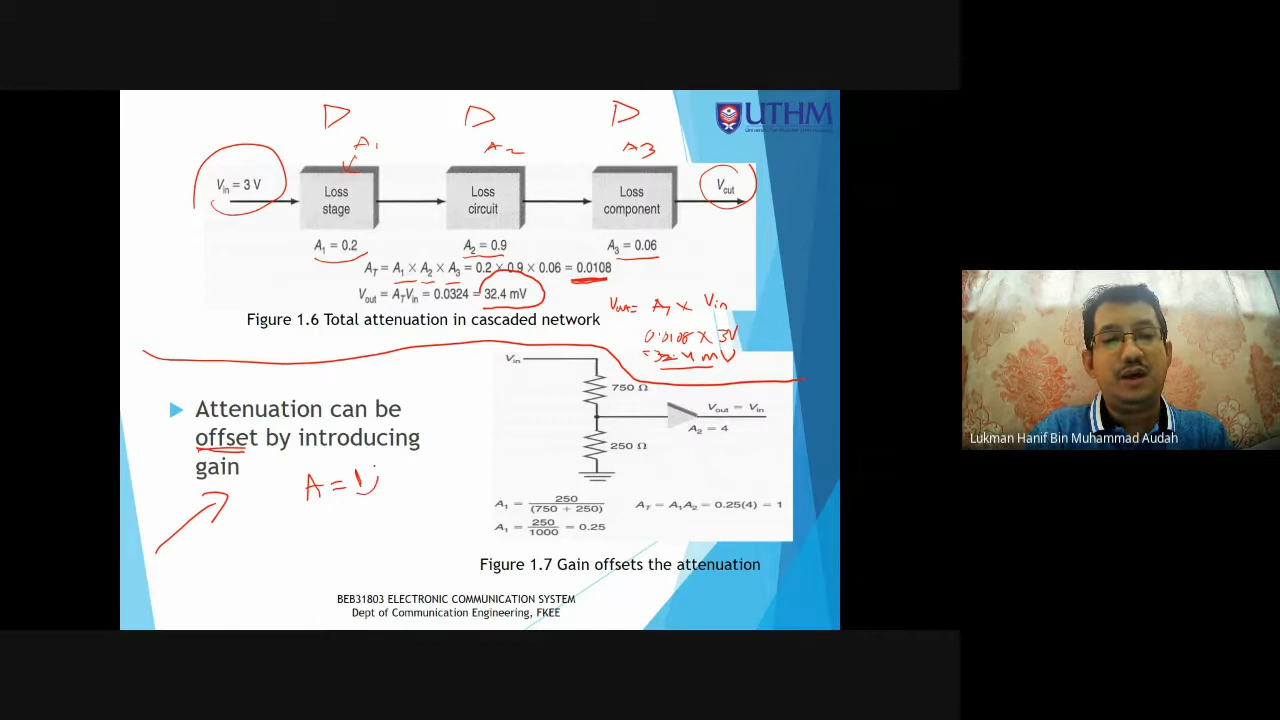 D D D
UTHM
A1
A2
A3
Vin = 3 V
Loss stage
Loss circuit
Loss component
Vout
A1 = 0.2
A2 = 0.9
A3 = 0.06
AT = A1 × A2 × A3 = 0.2 × 0.9 × 0.06 = 0.0108
Vout = ATVin = 0.0324 = 32.4 mV
Vout = AT × Vin
0.0108 × 3V
= 32.4 mV
Figure 1.6 Total attenuation in cascaded network
Vin
750 Ω
Vout = Vin
A2 = 4
250 Ω
Attenuation can be
offset by introducing
gain
A =
A1 = 250 / (750 + 250)
AT = A1A2 = 0.25(4) = 1
A1 = 250 / 1000 = 0.25
Figure 1.7 Gain offsets the attenuation
BEB31803 ELECTRONIC COMMUNICATION SYSTEM
Dept of Communication Engineering, FKEE
Lukman Hanif Bin Muhammad Audah